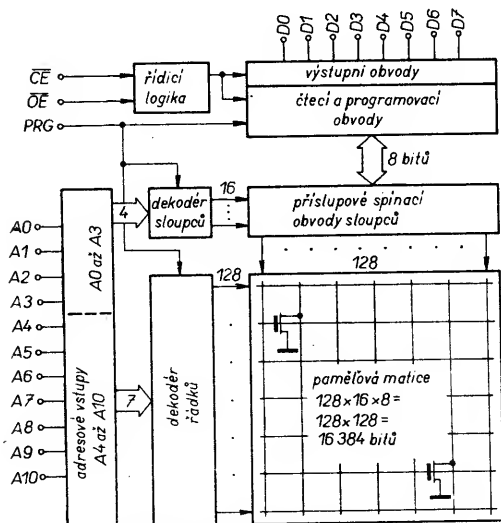 D0
D1
D2
D3
D4
D5
D6
D7
CE
OE
PRG
řídicí
logika
výstupní obvody
čtecí a programovací
obvody
8 bitů
4
dekodér
sloupců
16
příslupové spínací
obvody sloupců
128
A0
A1
A2
A3
A4
A5
A6
A7
A8
A9
A10
adresové vstupy
A0 až A3
A4 až A10
7
dekodér
řádků
128
paměťová matice
128×16×8=
128×128=
16 384 bitů